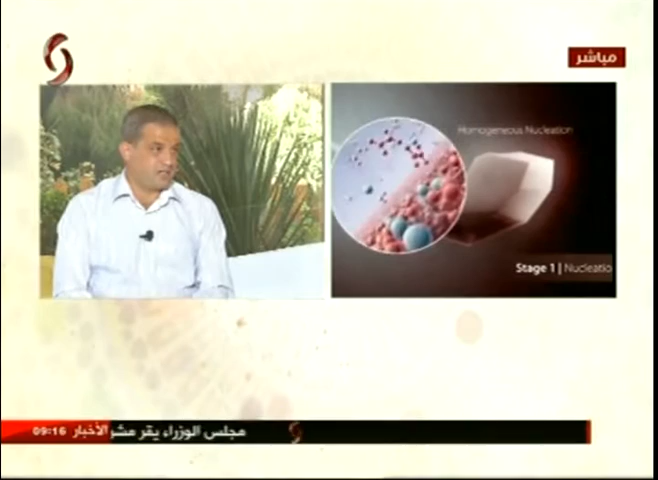 مباشر
Homogeneous Nucleation
Stage 1 | Nucleatio
09:16 الأخبار مجلس الوزراء يقر مشر